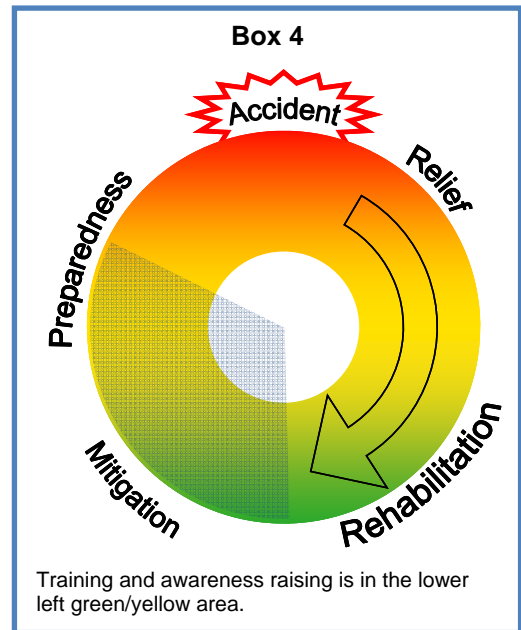 Box 4
Accident
Relief
Preparedness
Mitigation
Rehabilitation
Training and awareness raising is in the lower
left green/yellow area.